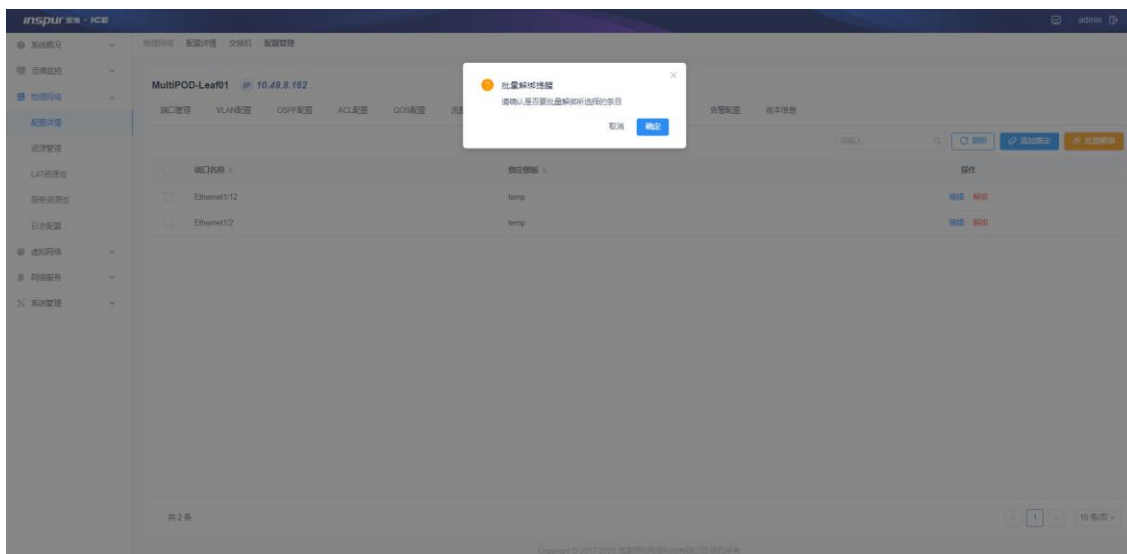 inspur 浪潮 · ICE
admin
系统概况
物理网络 / 配置详情 / 交换机 / 配置管理
运维监控
物理网络
MultiPOD-Leaf01 10.49.8.162
批量解绑提醒
请确认是否要批量解绑所选择的条目
取消 确定
端口管理 VLAN配置 OSPF配置 ACL配置 QOS配置 告警配置 版本信息
配置详情
请输入 刷新 添加绑定 批量解绑
资源管理
L47资源池
端口名称 绑定模板 操作
服务资源池
Ethernet1/12 temp 编辑 解绑
日志配置
Ethernet1/2 temp 编辑 解绑
虚拟网络
网络服务
系统管理
共 2 条 1 10 条/页
Copyright © 2017-2020